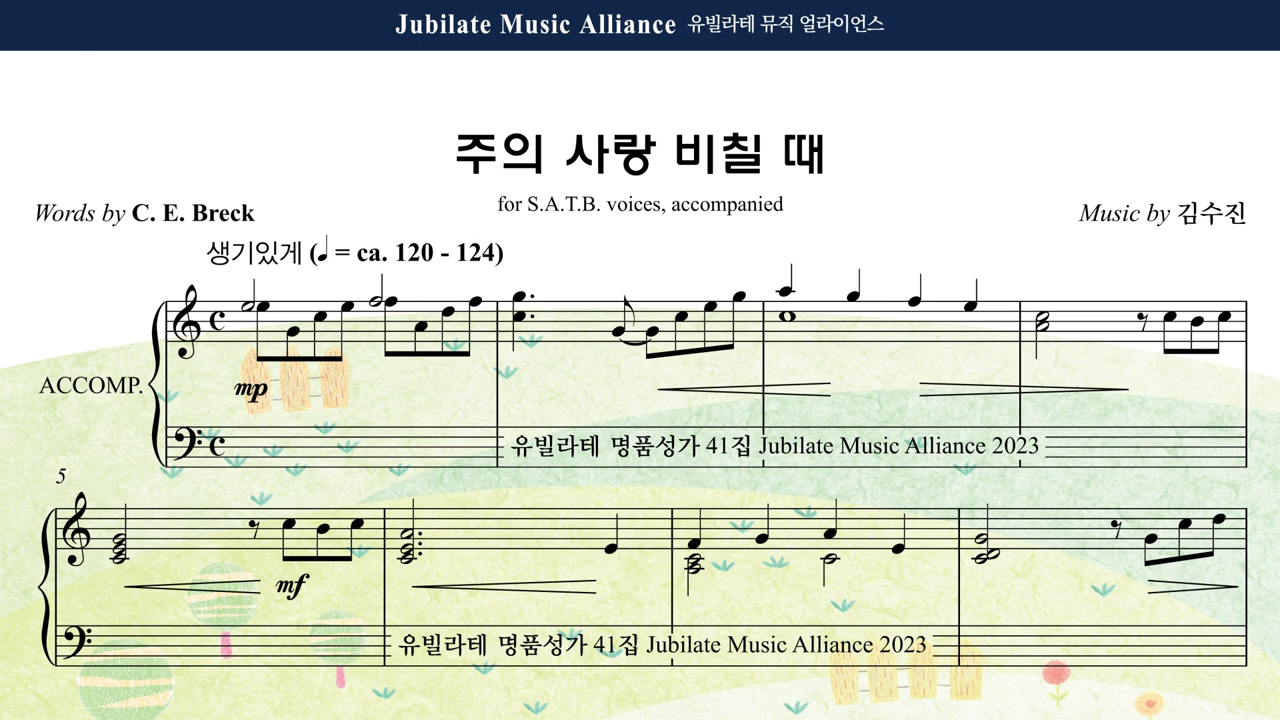 Jubilate Music Alliance 유빌라테 뮤직 얼라이언스
주의 사랑 비칠 때
for S.A.T.B. voices, accompanied
Words by C. E. Breck
Music by 김수진
생기있게 (♩ = ca. 120 - 124)
ACCOMP.
mp
유빌라테 명품성가 41집 Jubilate Music Alliance 2023
5
mf
유빌라테 명품성가 41집 Jubilate Music Alliance 2023